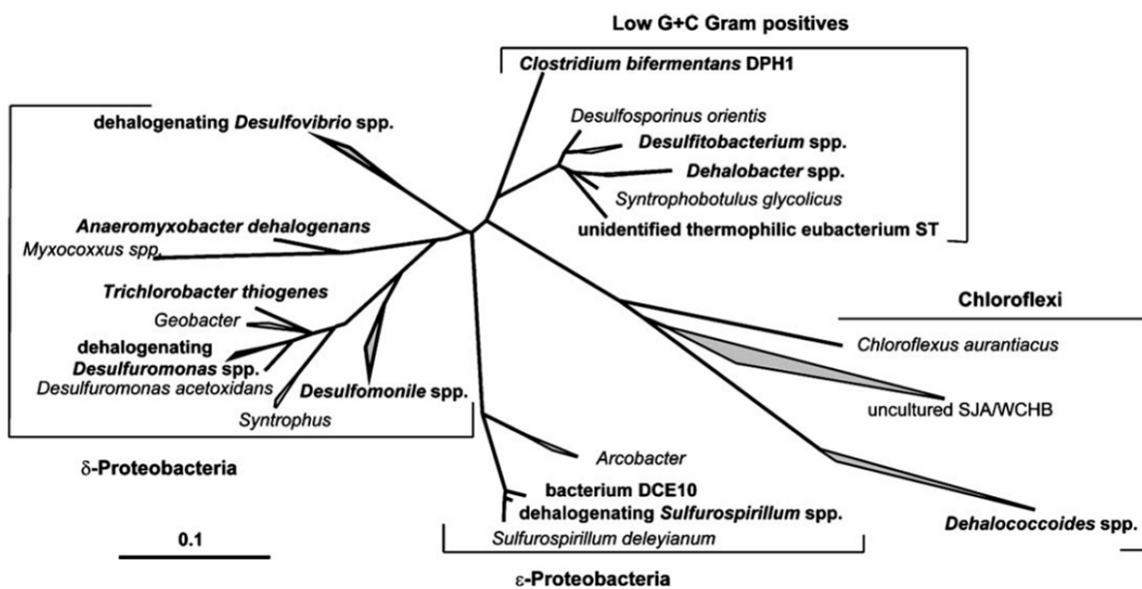 Low G+C Gram positives
Clostridium bifermentans DPH1
Desulfosporinus orientis
dehalogenating Desulfovibrio spp.
Desulfitobacterium spp.
Dehalobacter spp.
Syntrophobotulus glycolicus
Anaeromyxobacter dehalogenans
unidentified thermophilic eubacterium ST
Myxocoxxus spp.
Trichlorobacter thiogenes
Chloroflexi
Geobacter
Chloroflexus aurantiacus
dehalogenating
Desulfuromonas spp.
Desulfuromonas acetoxidans
Desulfomonile spp.
uncultured SJA/WCHB
Syntrophus
δ-Proteobacteria
Arcobacter
bacterium DCE10
dehalogenating Sulfurospirillum spp.
Dehalococcoides spp.
Sulfurospirillum deleyianum
0.1
ε-Proteobacteria